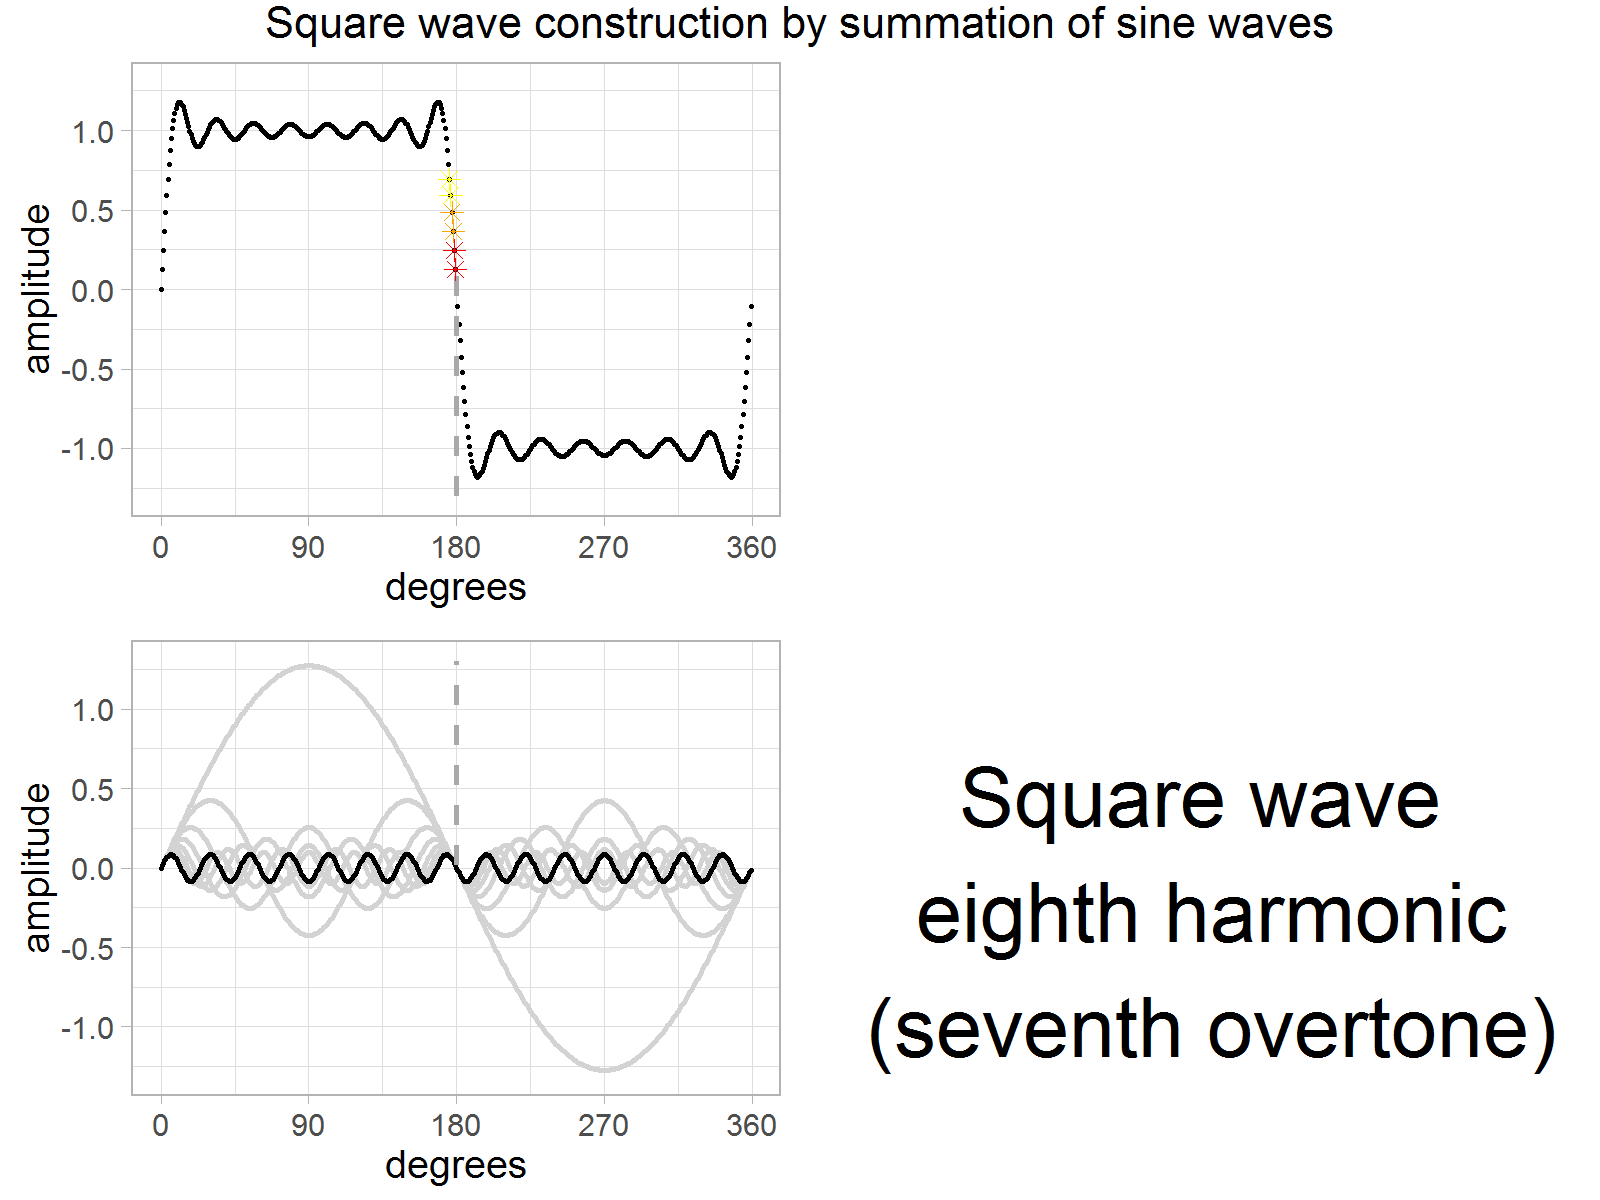 Square wave construction by summation of sine waves
amplitude
1.0
0.5
0.0
-0.5
-1.0
0 90 180 270 360
degrees
amplitude
1.0
0.5
0.0
-0.5
-1.0
0 90 180 270 360
degrees
Square wave
eighth harmonic
(seventh overtone)